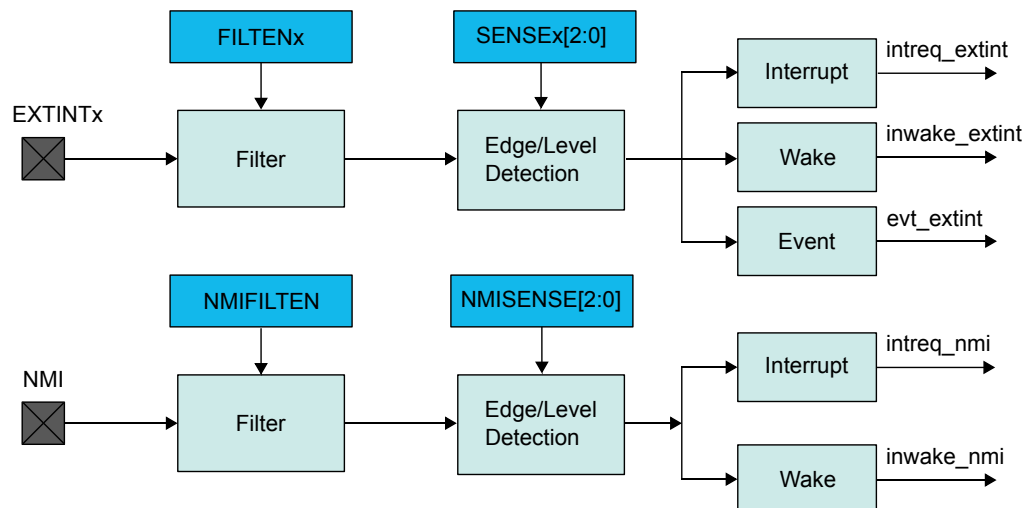 FILTENx
SENSEx[2:0]
intreq_extint
Interrupt
EXTINTx
Filter
Edge/Level
Detection
inwake_extint
Wake
evt_extint
Event
NMIFILTEN
NMISENSE[2:0]
intreq_nmi
Interrupt
NMI
Filter
Edge/Level
Detection
inwake_nmi
Wake